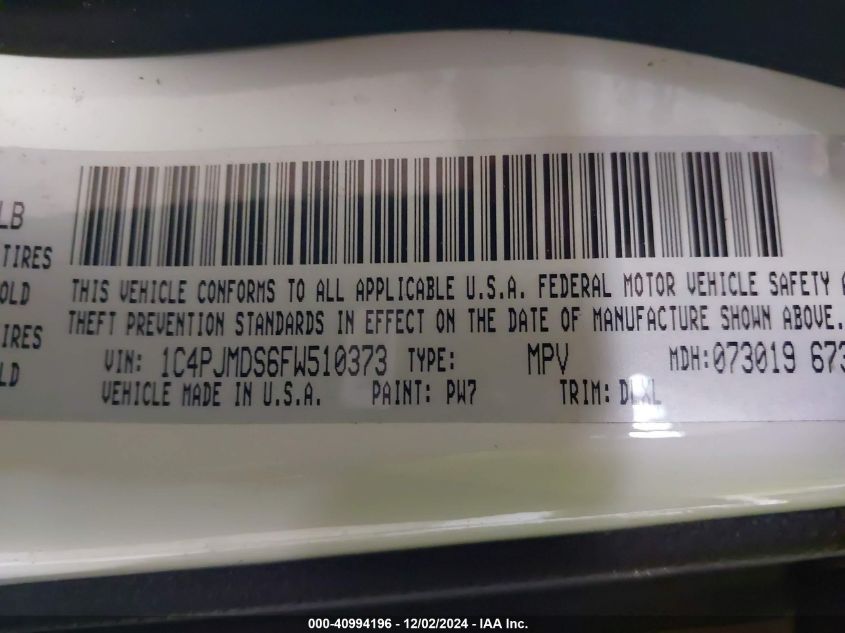 LB
TIRES
OLD
IRES
LD
THIS VEHICLE CONFORMS TO ALL APPLICABLE U.S.A. FEDERAL MOTOR VEHICLE SAFETY A
THEFT PREVENTION STANDARDS IN EFFECT ON THE DATE OF MANUFACTURE SHOWN ABOVE.
VIN: 1C4PJMDS6FW510373 TYPE: MPV MDH:073019 673
VEHICLE MADE IN U.S.A. PAINT: PW7 TRIM:
000-40994196 - 12/02/2024 - IAA Inc.